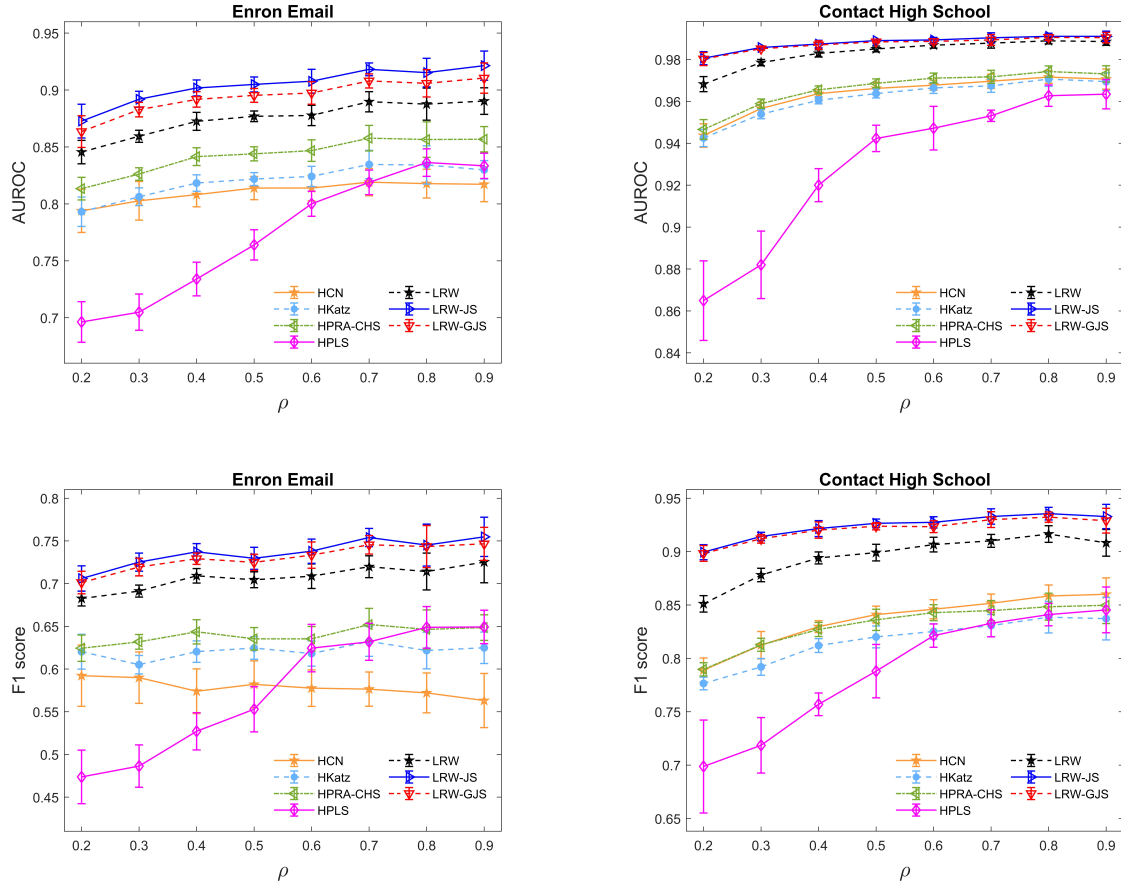 Enron Email
0.95
0.9
0.85
0.8
0.75
0.7
AUROC
HCN
HKatz
HPRA-CHS
HPLS
LRW
LRW-JS
LRW-GJS
0.2 0.3 0.4 0.5 0.6 0.7 0.8 0.9
ρ
Contact High School
0.98
0.96
0.94
0.92
0.9
0.88
0.86
0.84
AUROC
HCN
HKatz
HPRA-CHS
HPLS
LRW
LRW-JS
LRW-GJS
0.2 0.3 0.4 0.5 0.6 0.7 0.8 0.9
ρ
Enron Email
0.8
0.75
0.7
0.65
0.6
0.55
0.5
0.45
F1 score
HCN
HKatz
HPRA-CHS
HPLS
LRW
LRW-JS
LRW-GJS
0.2 0.3 0.4 0.5 0.6 0.7 0.8 0.9
ρ
Contact High School
0.95
0.9
0.85
0.8
0.75
0.7
0.65
F1 score
HCN
HKatz
HPRA-CHS
HPLS
LRW
LRW-JS
LRW-GJS
0.2 0.3 0.4 0.5 0.6 0.7 0.8 0.9
ρ